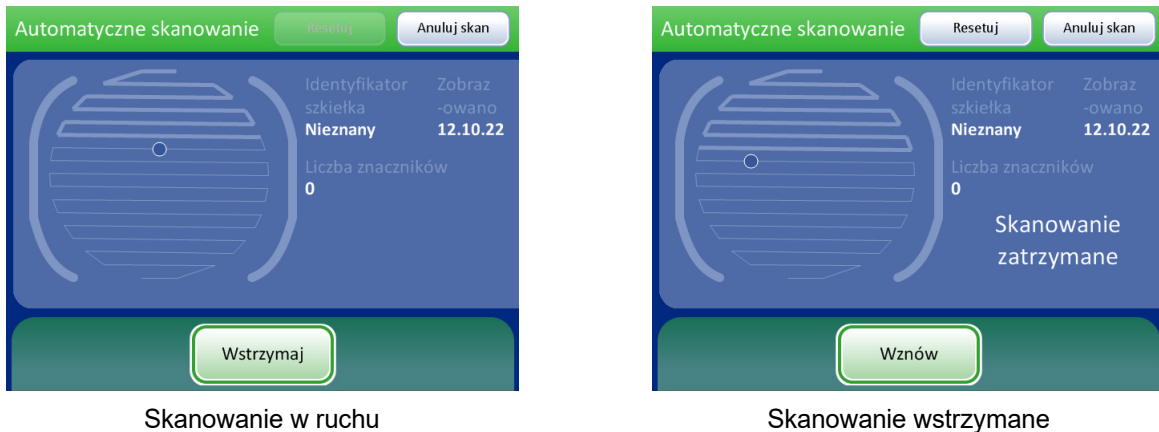 Automatyczne skanowanie
Resetuj
Anuluj skan
Identyfikator
szkiełka
Nieznany
Zobraz
-owano
12.10.22
Liczba znaczników
0
Wstrzymaj
Skanowanie w ruchu
Automatyczne skanowanie
Resetuj
Anuluj skan
Identyfikator
szkiełka
Nieznany
Zobraz
-owano
12.10.22
Liczba znaczników
0
Skanowanie
zatrzymane
Wznów
Skanowanie wstrzymane